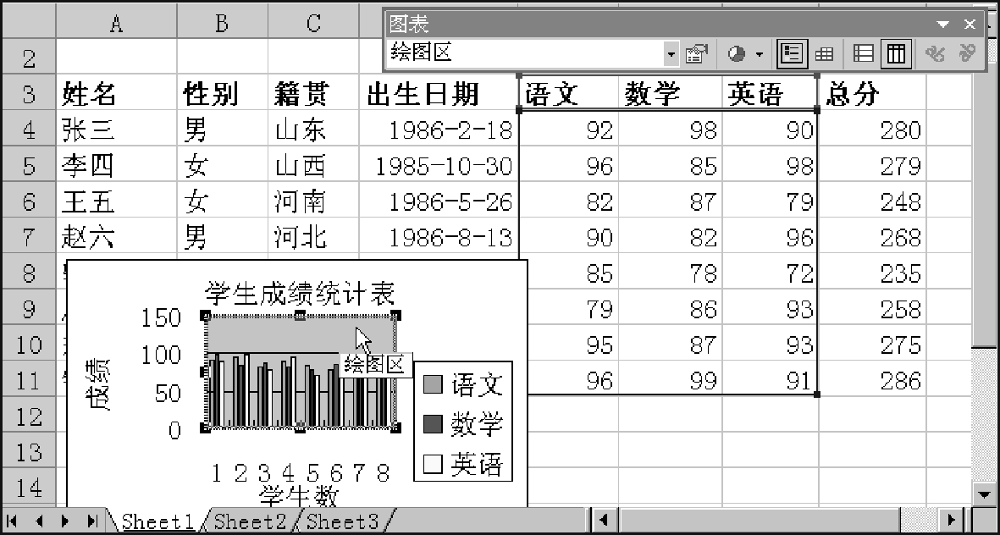 A B C
图表
绘图区
2
3 姓名 性别 籍贯 出生日期 语文 数学 英语 总分
4 张三 男 山东 1986-2-18 92 98 90 280
5 李四 女 山西 1985-10-30 96 85 98 279
6 王五 女 河南 1986-5-26 82 87 79 248
7 赵六 男 河北 1986-8-13 90 82 96 268
8 85 78 72 235
9 79 86 93 258
10 95 87 93 275
11 96 99 91 286
12
13
14
学生成绩统计表
150
100
50
0
成绩
绘图区
语文
数学
英语
1 2 3 4 5 6 7 8
学生数
Sheet1 Sheet2 Sheet3